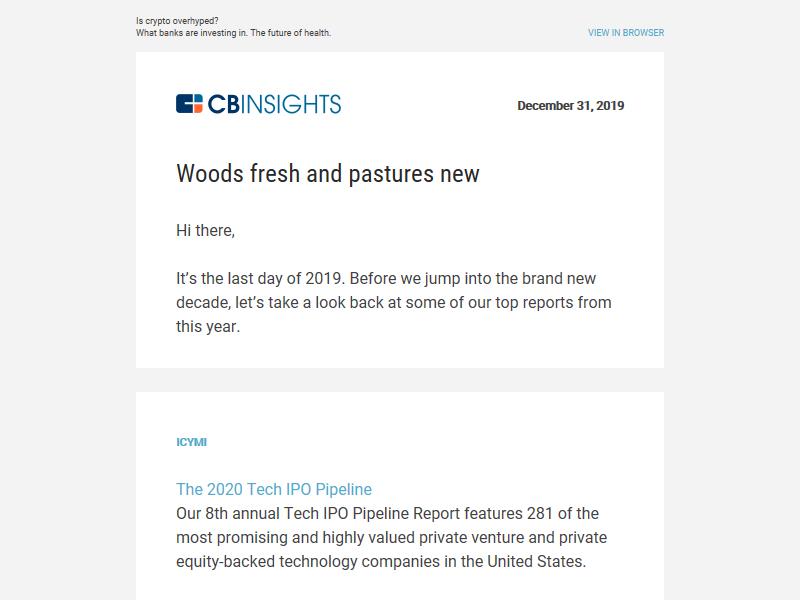 Is crypto overhyped?
What banks are investing in. The future of health.
VIEW IN BROWSER
CBINSIGHTS
December 31, 2019
Woods fresh and pastures new
Hi there,
It’s the last day of 2019. Before we jump into the brand new
decade, let’s take a look back at some of our top reports from
this year.
ICYMI
The 2020 Tech IPO Pipeline
Our 8th annual Tech IPO Pipeline Report features 281 of the
most promising and highly valued private venture and private
equity-backed technology companies in the United States.